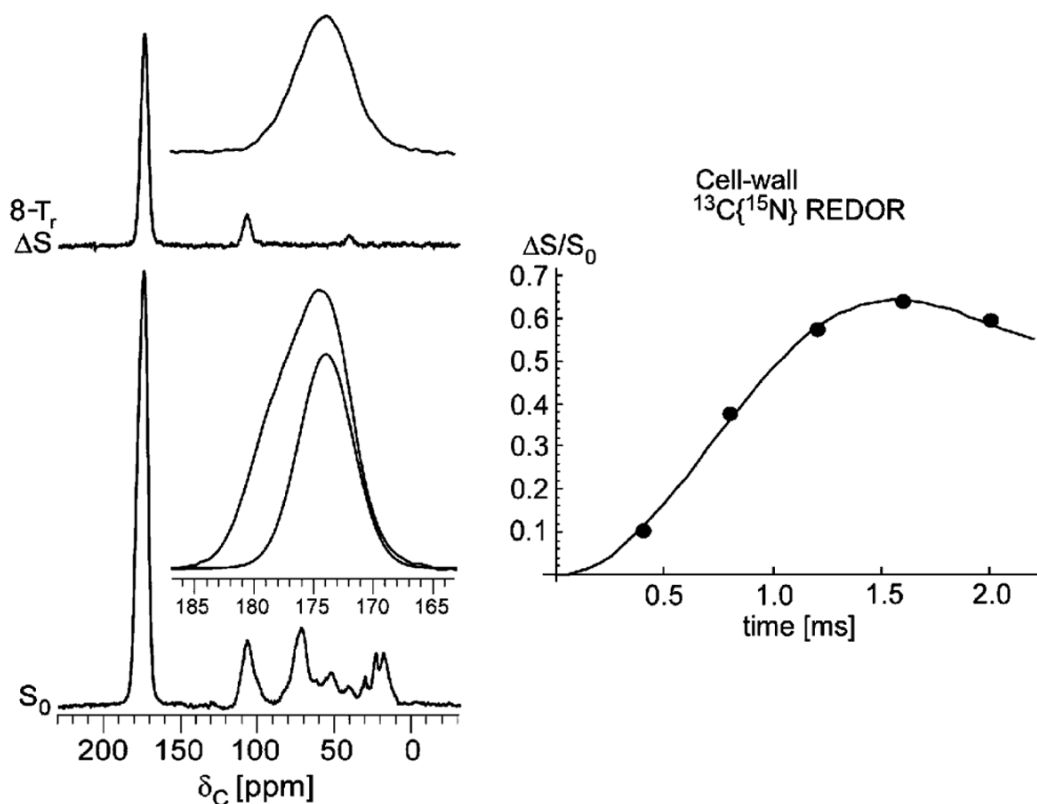 8-Tᵣ
ΔS
185 180 175 170 165
S₀
200 150 100 50 0
δC [ppm]
Cell-wall
¹³C{¹⁵N} REDOR
ΔS/S₀
0.7
0.6
0.5
0.4
0.3
0.2
0.1
0.5 1.0 1.5 2.0
time [ms]